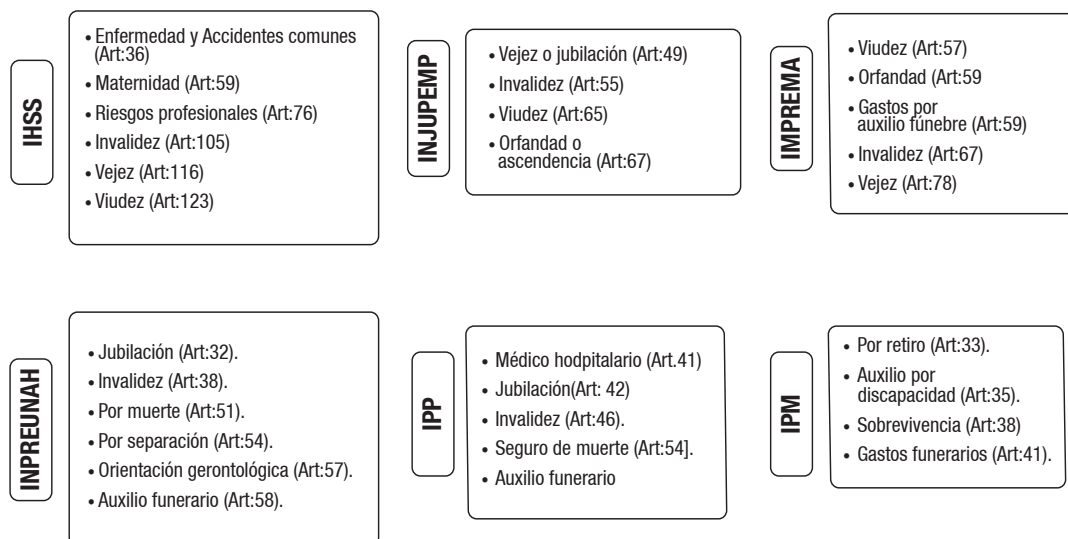 IHSS
• Enfermedad y Accidentes comunes
(Art:36)
• Maternidad (Art:59)
• Riesgos profesionales (Art:76)
• Invalidez (Art:105)
• Vejez (Art:116)
• Viudez (Art:123)
INJUPEMP
• Vejez o jubilación (Art:49)
• Invalidez (Art:55)
• Viudez (Art:65)
• Orfandad o
ascendencia (Art:67)
IMPREMA
• Viudez (Art:57)
• Orfandad (Art:59
• Gastos por
auxilio fúnebre (Art:59)
• Invalidez (Art:67)
• Vejez (Art:78)
INPREUNAH
• Jubilación (Art:32).
• Invalidez (Art:38).
• Por muerte (Art:51).
• Por separación (Art:54).
• Orientación gerontológica (Art:57).
• Auxilio funerario (Art:58).
IPP
• Médico hodpitalario (Art.41)
• Jubilación(Art: 42)
• Invalidez (Art:46).
• Seguro de muerte (Art:54].
• Auxilio funerario
IPM
• Por retiro (Art:33).
• Auxilio por
discapacidad (Art:35).
• Sobrevivencia (Art:38)
• Gastos funerarios (Art:41).